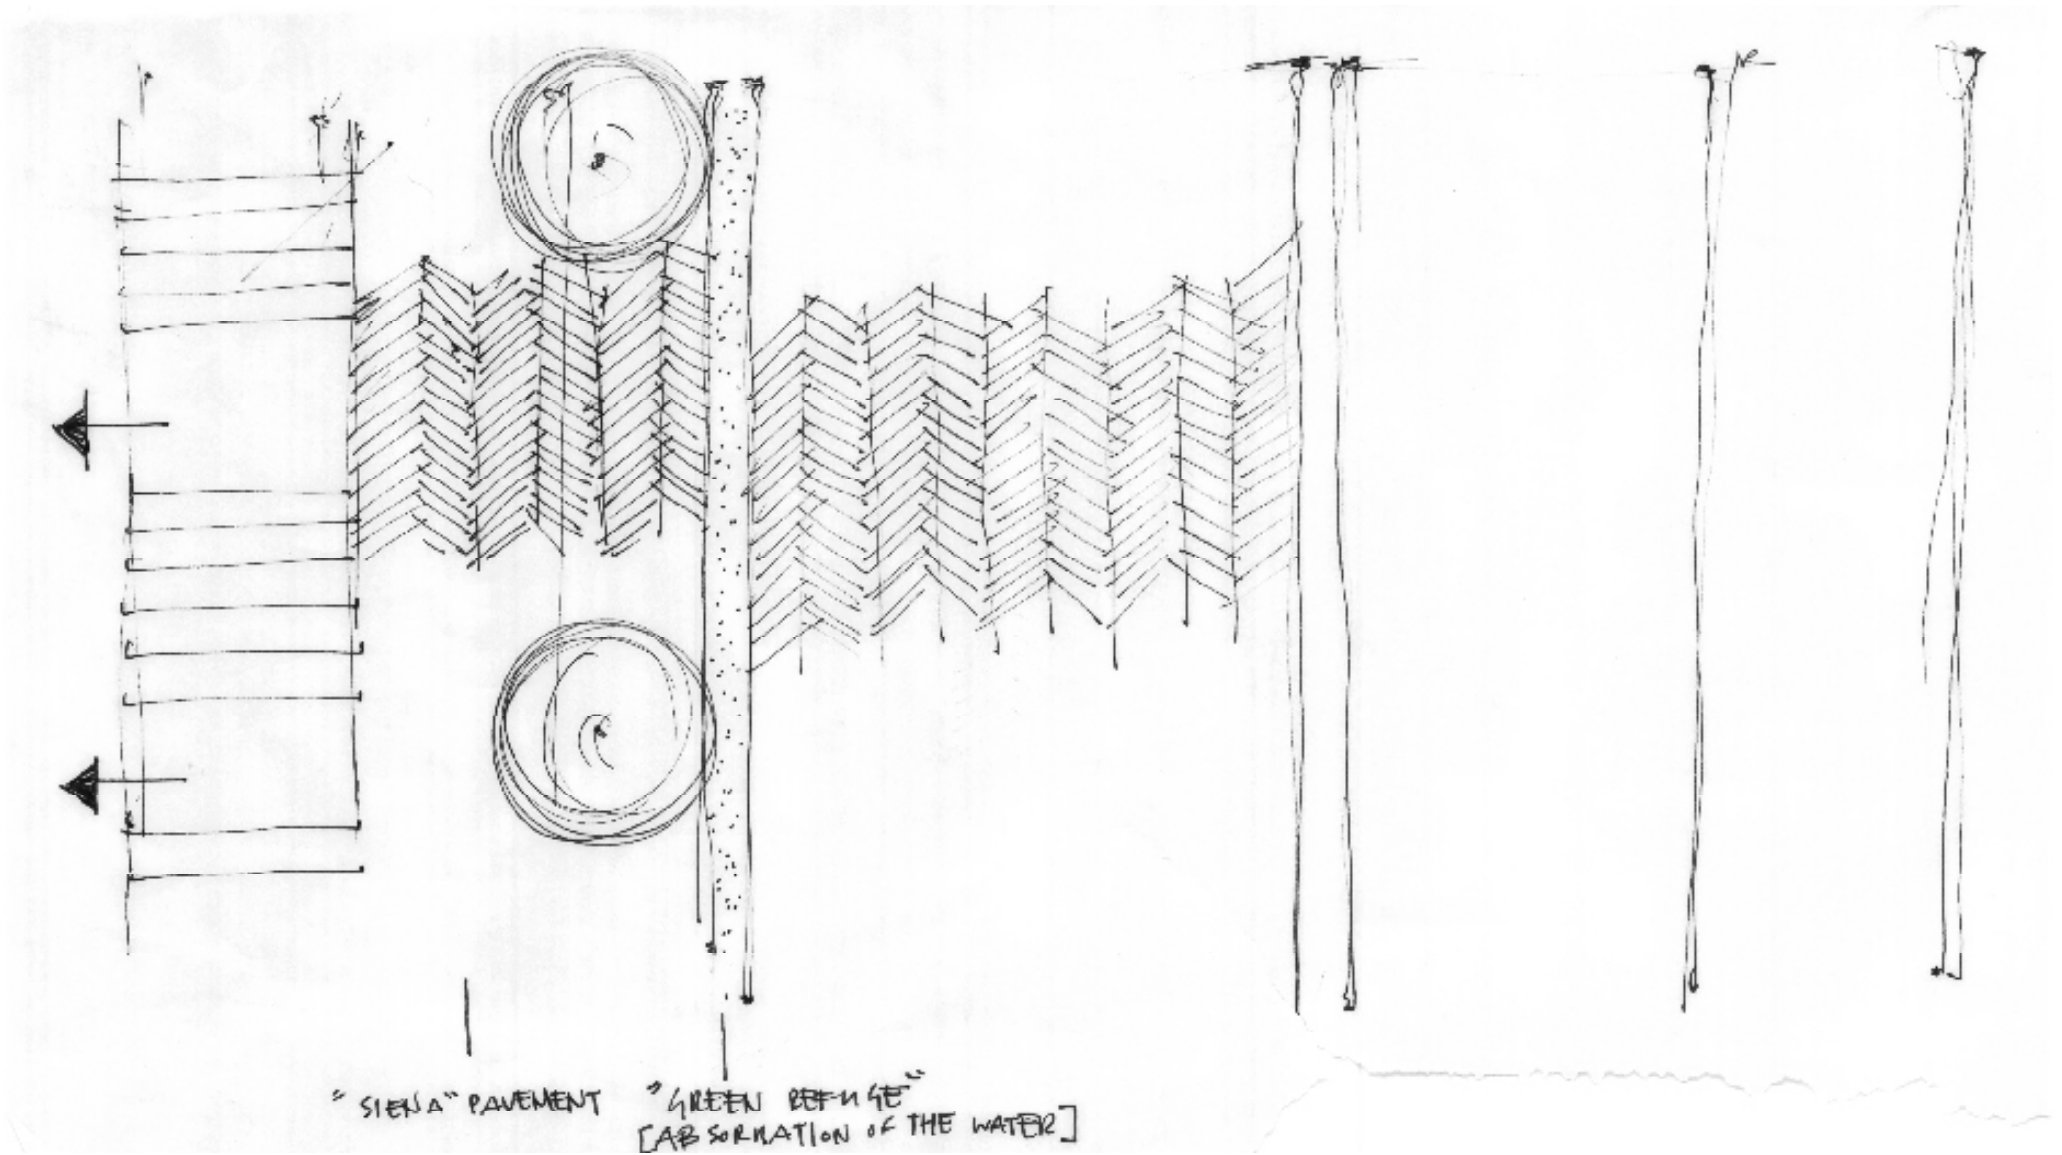 "SIENA" PAVEMENT "GREEN REFUGE"
[ABSORBATION OF THE WATER]